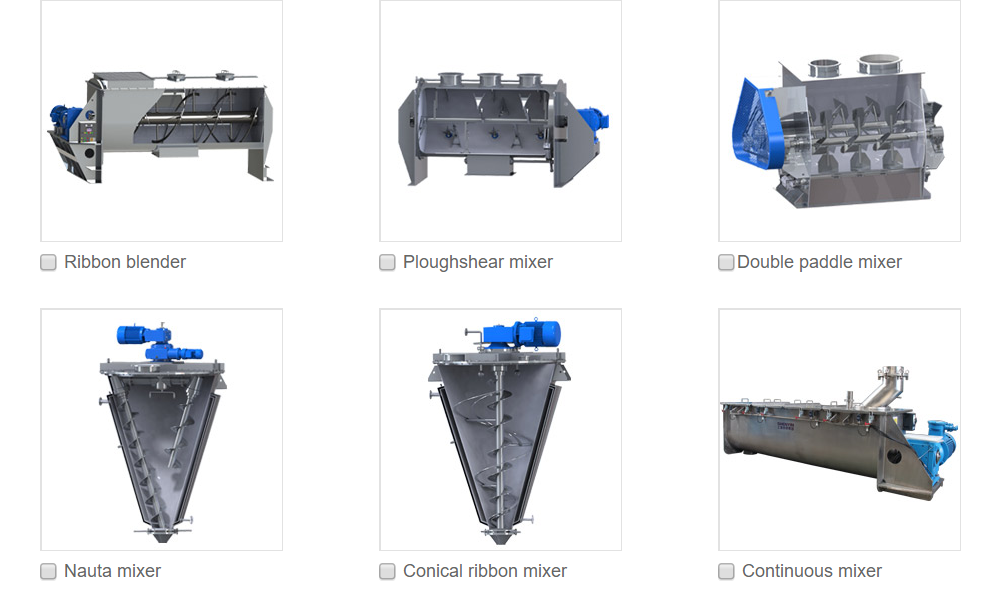 Ribbon blender
Ploughshear mixer
Double paddle mixer
Nauta mixer
Conical ribbon mixer
Continuous mixer